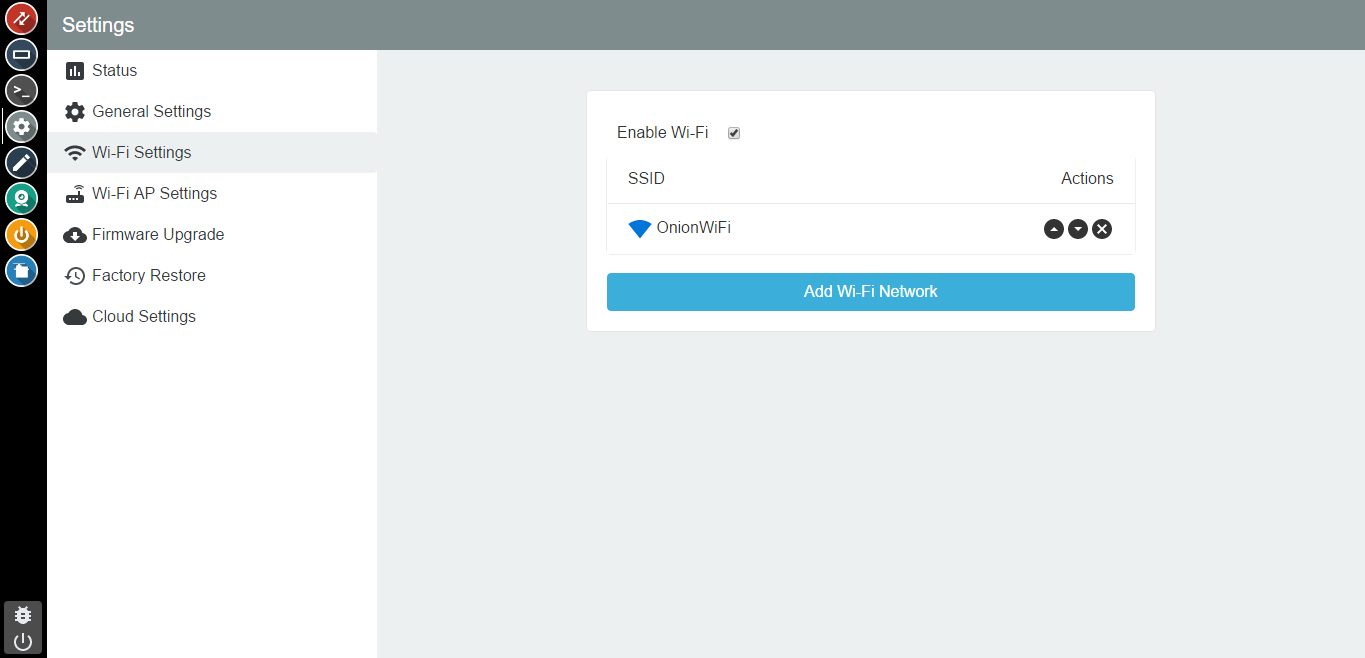 Settings
Status
General Settings
Wi-Fi Settings
Wi-Fi AP Settings
Firmware Upgrade
Factory Restore
Cloud Settings
Enable Wi-Fi
SSID Actions
OnionWiFi
Add Wi-Fi Network